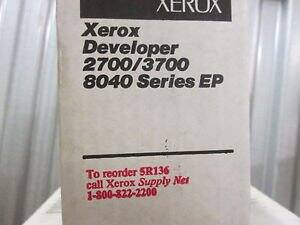 XEROX
Xerox
Developer
2700/3700
8040 Series EP
To reorder 5R136
call Xerox Supply Net
1-800-822-2200